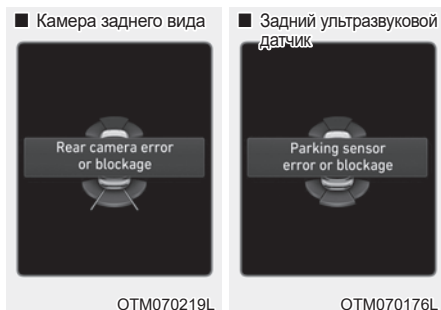 ■ Камера заднего вида
Rear camera error
or blockage
OTM070219L
■ Задний ультразвуковой
датчик
Parking sensor
error or blockage
OTM070176L